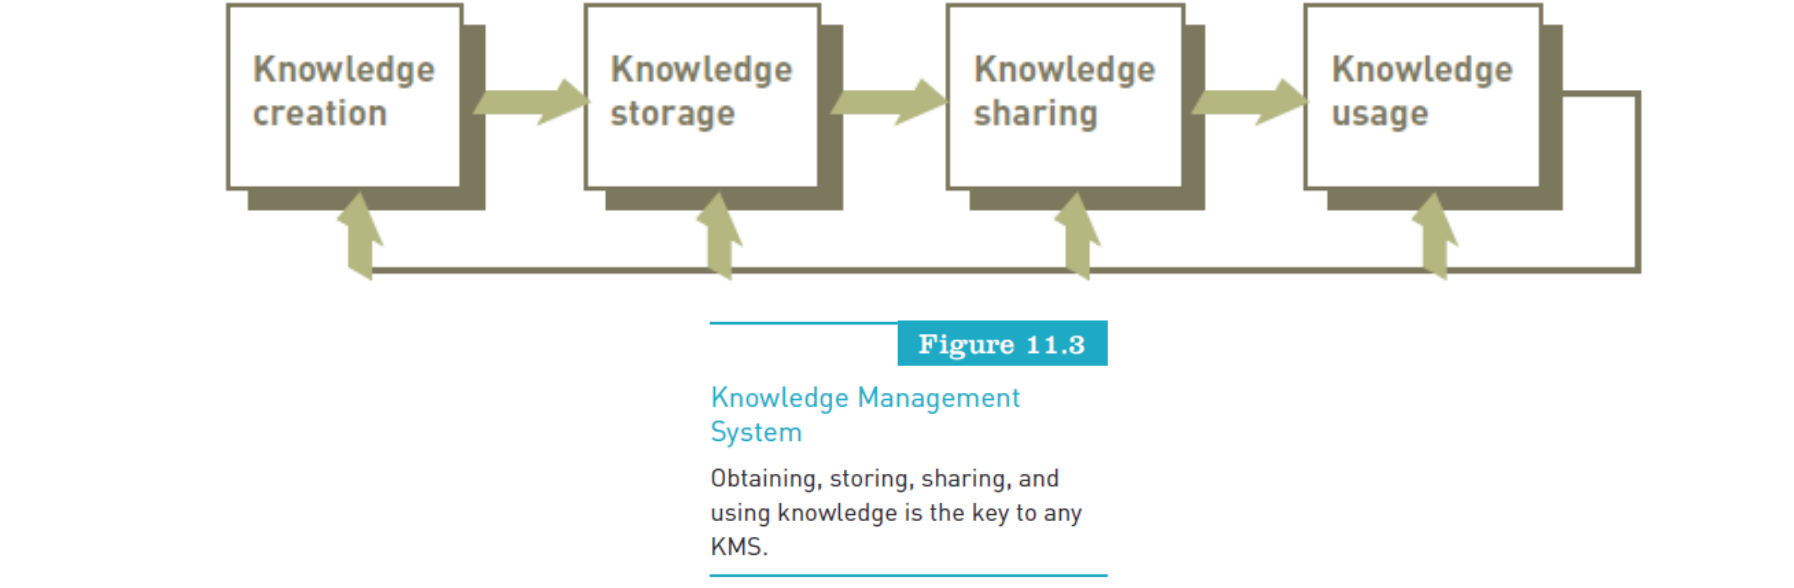 Knowledge
creation
Knowledge
storage
Knowledge
sharing
Knowledge
usage
Figure 11.3
Knowledge Management
System
Obtaining, storing, sharing, and
using knowledge is the key to any
KMS.